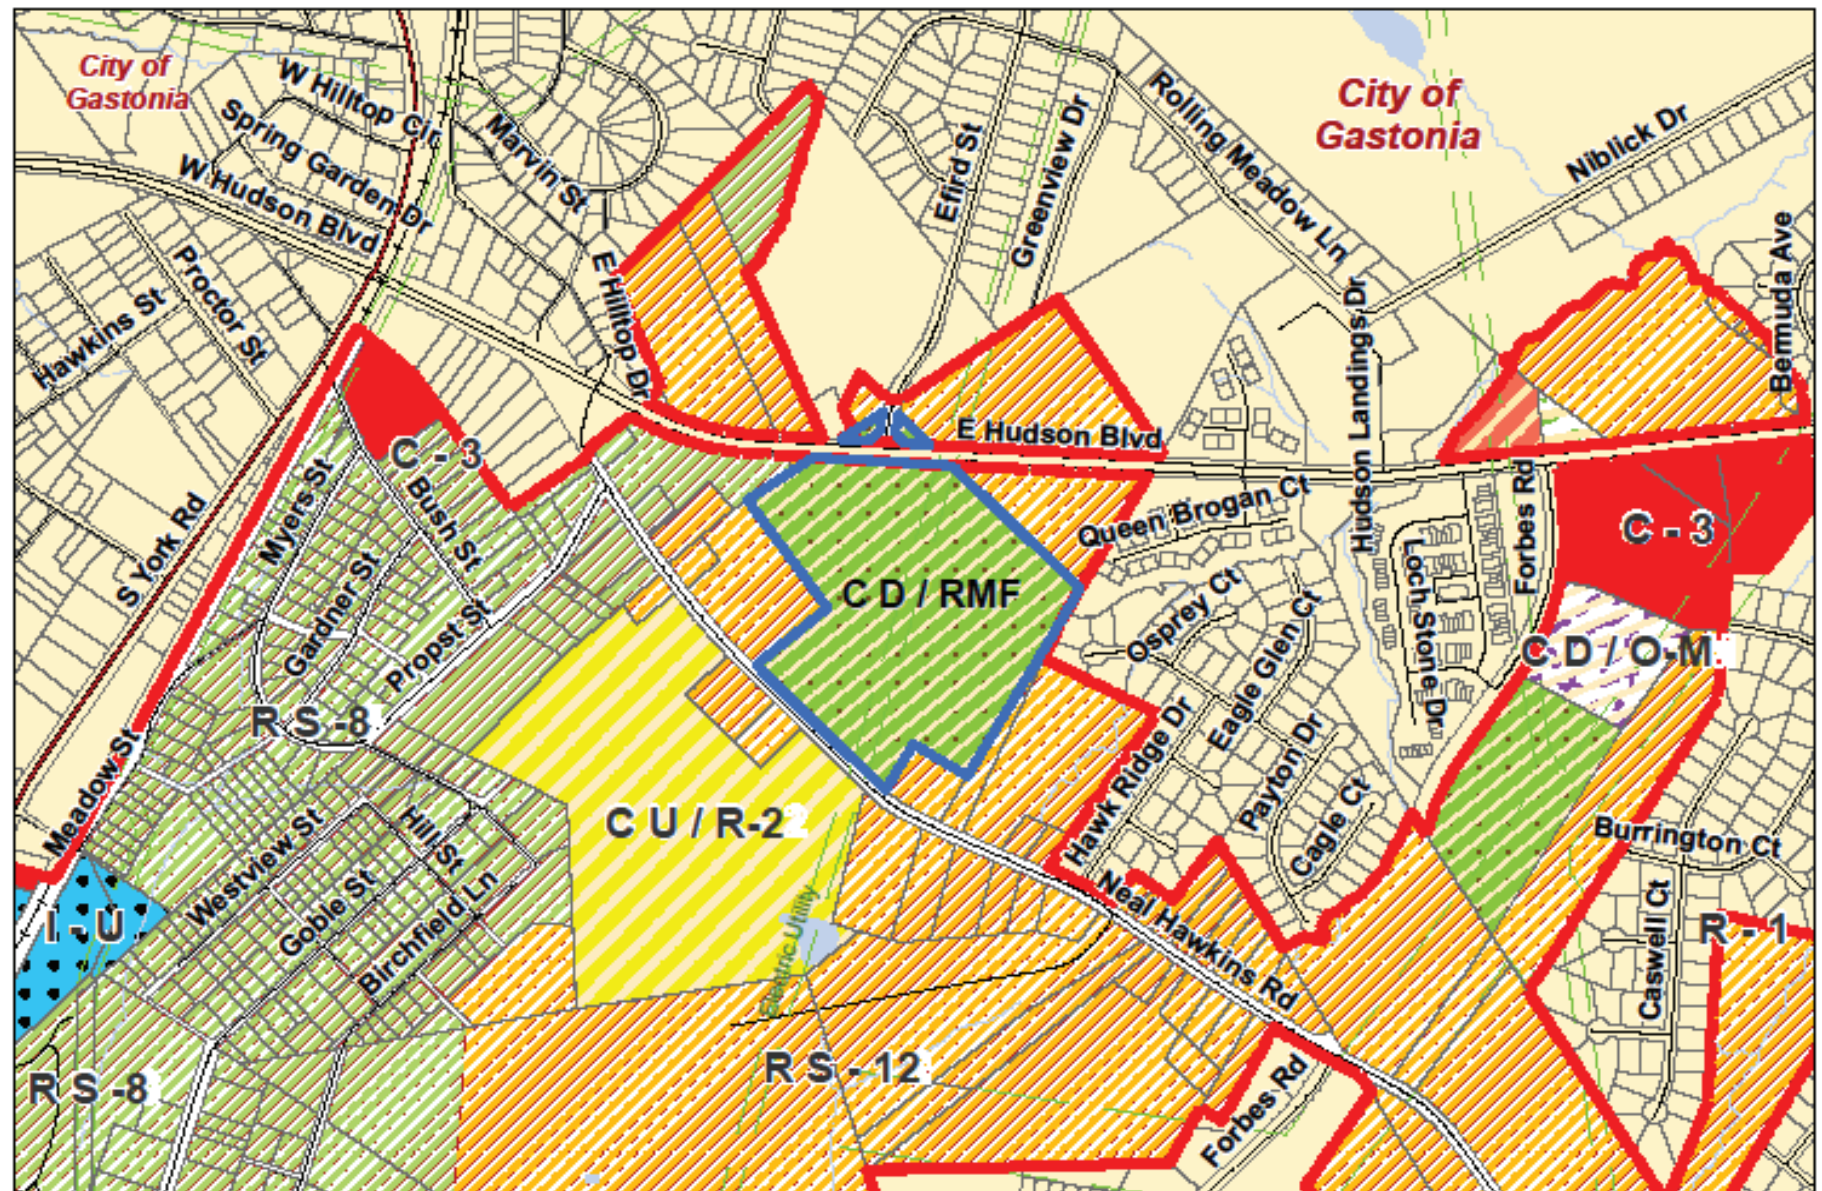 City of
Gastonia
W Hilltop Cir
Spring Garden Dr
W Hudson Blvd
Marvin St
Efird St
Greenview Dr
Rolling Meadow Ln
City of
Gastonia
Niblick Dr
Bermuda Ave
Hawkins St
Proctor St
E Hilltop Dr
Hudson Landings Dr
E Hudson Blvd
C - 3
Myers St
Bush St
S York Rd
Gardner St
Propst St
R S -8
Meadow St
C D / RMF
Queen Brogan Ct
Osprey Ct
Eagle Glen Ct
Loch Stone Dr
Forbes Rd
C - 3
C D / O-M
Hawk Ridge Dr
Payton Dr
Cagle Ct
C U / R-2
Westview St
Hill St
Goble St
Birchfield Ln
I - U
Electric Utility
Neal Hawkins Rd
Burrington Ct
Caswell Ct
R - 1
R S -8
R S - 12
Forbes Rd